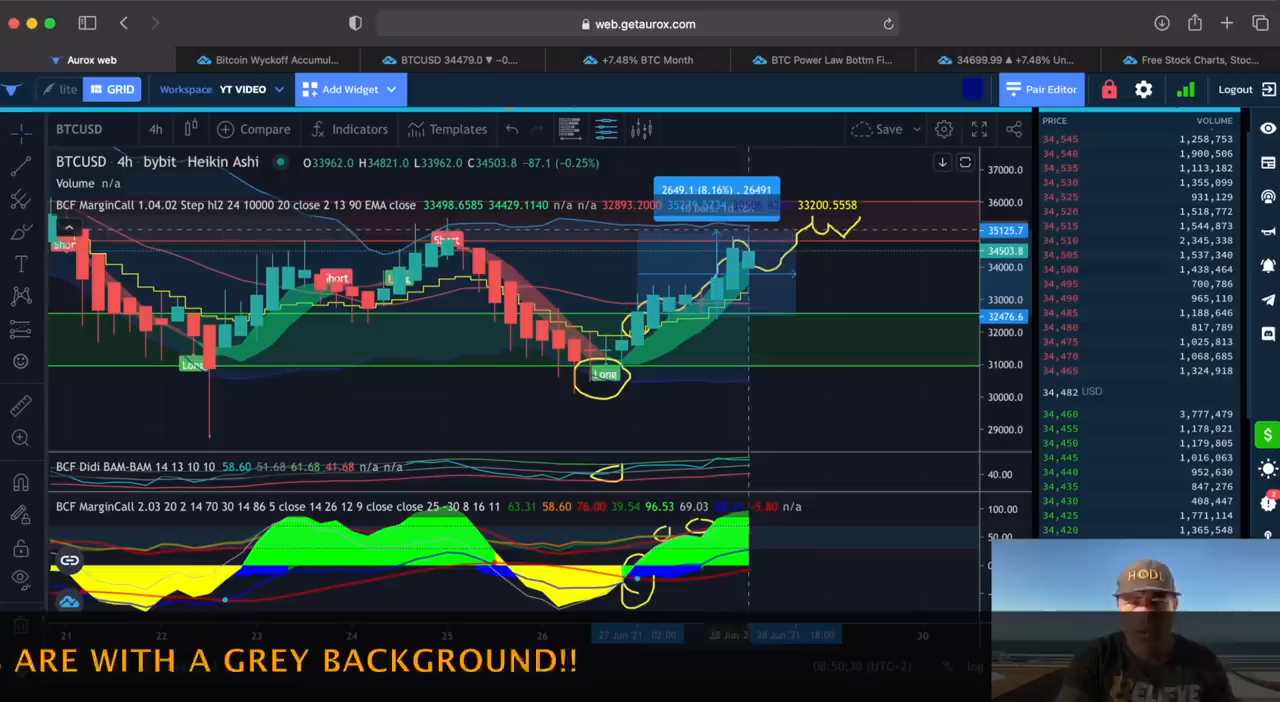 web.getaurox.com
Aurox web
Bitcoin Wyckoff Accumul...
BTCUSD 34479.0 ▼ −0....
+7.48% BTC Month
BTC Power Law Bottm Fi...
34699.99 ▲ +7.48% Un...
Free Stock Charts, Stoc...
lite
GRID
Workspace YT VIDEO
Add Widget
Pair Editor
Logout
BTCUSD 4h
Compare
Indicators
Templates
Save
BTCUSD 4h bybit Heikin Ashi O33962.0 H34821.0 L33962.0 C34503.8 −87.1 (−0.25%)
Volume n/a
BCF MarginCall 1.04.02 Step hl2 24 10000 20 close 2 13 90 EMA close 33498.6585 34429.1140 n/a n/a 32893.2000
33200.5558
2649.1 (8.16%) , 26491
Short
Short
Short
Long
Long
37000.0
36000.0
35125.7
34503.8
34000.0
33000.0
32476.6
32000.0
31000.0
30000.0
29000.0
BCF Didi BAM-BAM 14 13 10 10 58.60 51.68 61.68 41.68 n/a n/a
40.00
BCF MarginCall 2.03 20 2 14 70 30 14 86 5 close 14 26 12 9 close close 25 -30 8 16 11 63.31 58.60 76.00 39.54 96.53 69.03
n/a
100.00
50.00
21
22
23
24
25
26
27 Jun '21 02:00
28 Jun '21 18:00
30
08:50:30 (UTC+2)
%
log
PRICE VOLUME
34,545 1,258,753
34,540 1,900,506
34,535 1,113,182
34,530 1,355,099
34,525 931,129
34,520 1,518,772
34,515 1,544,873
34,510 2,345,338
34,505 1,537,340
34,500 1,438,464
34,495 700,786
34,490 965,110
34,485 1,188,646
34,480 817,789
34,475 1,025,813
34,470 1,068,685
34,465 1,324,918
34,482 USD
34,460 3,777,479
34,455 1,178,021
34,450 1,179,805
34,445 1,016,063
34,440 952,630
34,435 847,276
34,430 408,447
34,425 1,771,114
34,420 1,365,548
ARE WITH A GREY BACKGROUND!!
HODL